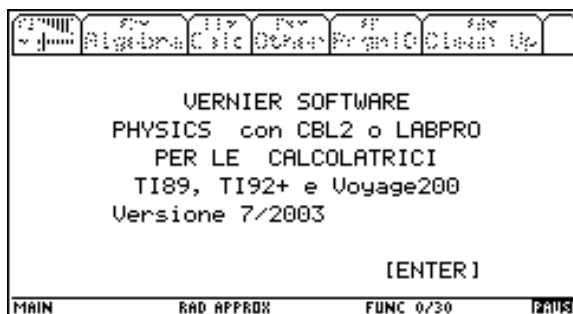 Algebra Calc Other PrgmIO Clean Up
VERNIER SOFTWARE
PHYSICS con CBL2 o LABPRO
PER LE CALCOLATRICI
TI89, TI92+ e Voyage200
Versione 7/2003
[ENTER]
MAIN RAD APPROX FUNC 0/30 PAUS